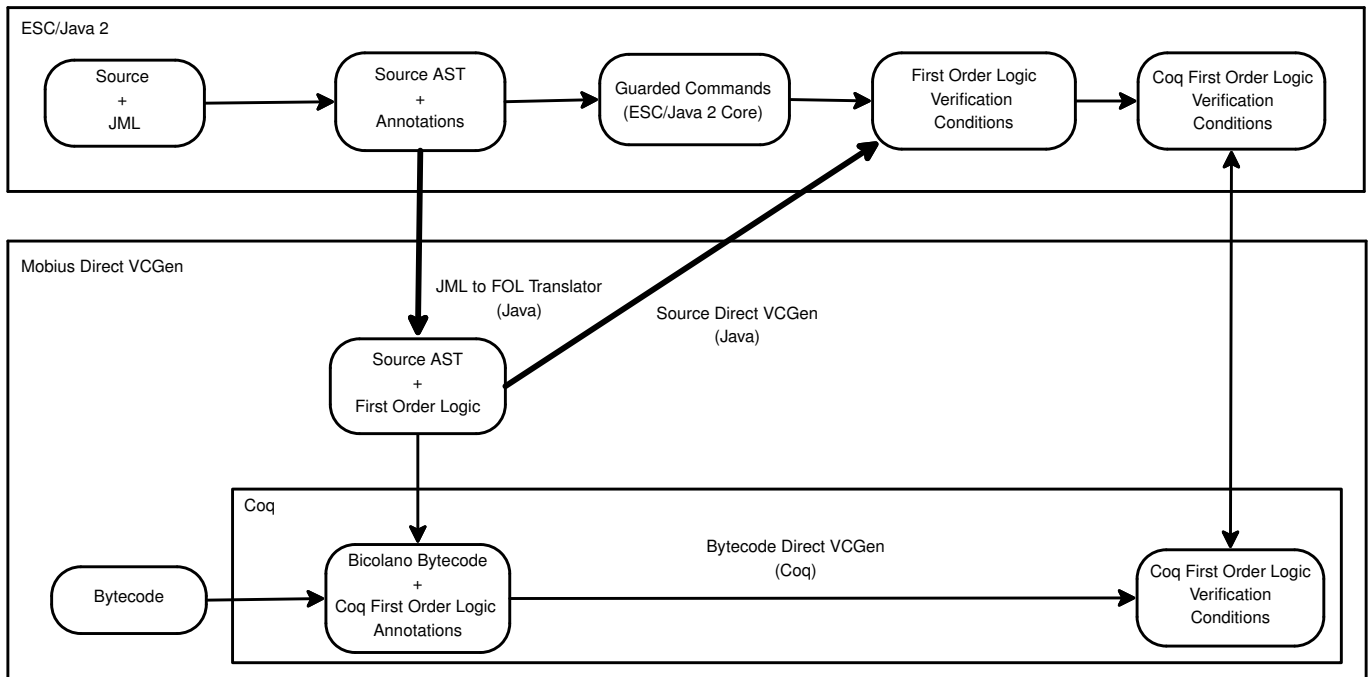 ESC/Java 2
Source
+
JML
Source AST
+
Annotations
Guarded Commands
(ESC/Java 2 Core)
First Order Logic
Verification
Conditions
Coq First Order Logic
Verification
Conditions
Mobius Direct VCGen
JML to FOL Translator
(Java)
Source Direct VCGen
(Java)
Source AST
+
First Order Logic
Coq
Bytecode
Bicolano Bytecode
+
Coq First Order Logic
Annotations
Bytecode Direct VCGen
(Coq)
Coq First Order Logic
Verification
Conditions